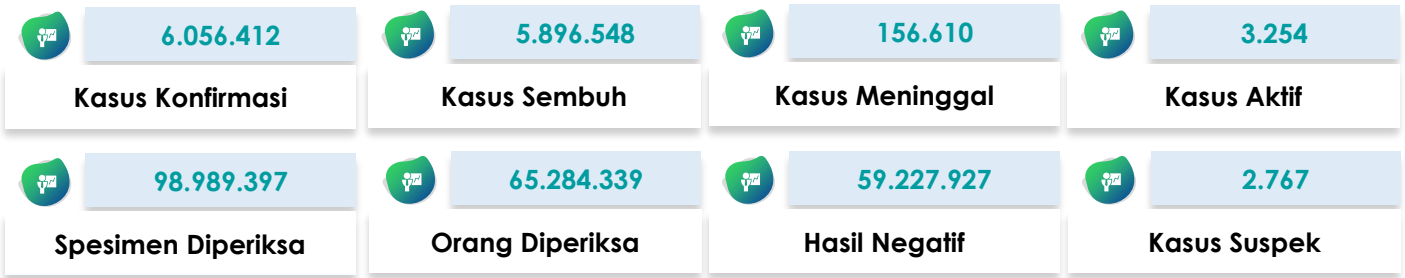 6.056.412
Kasus Konfirmasi
5.896.548
Kasus Sembuh
156.610
Kasus Meninggal
3.254
Kasus Aktif
98.989.397
Spesimen Diperiksa
65.284.339
Orang Diperiksa
59.227.927
Hasil Negatif
2.767
Kasus Suspek